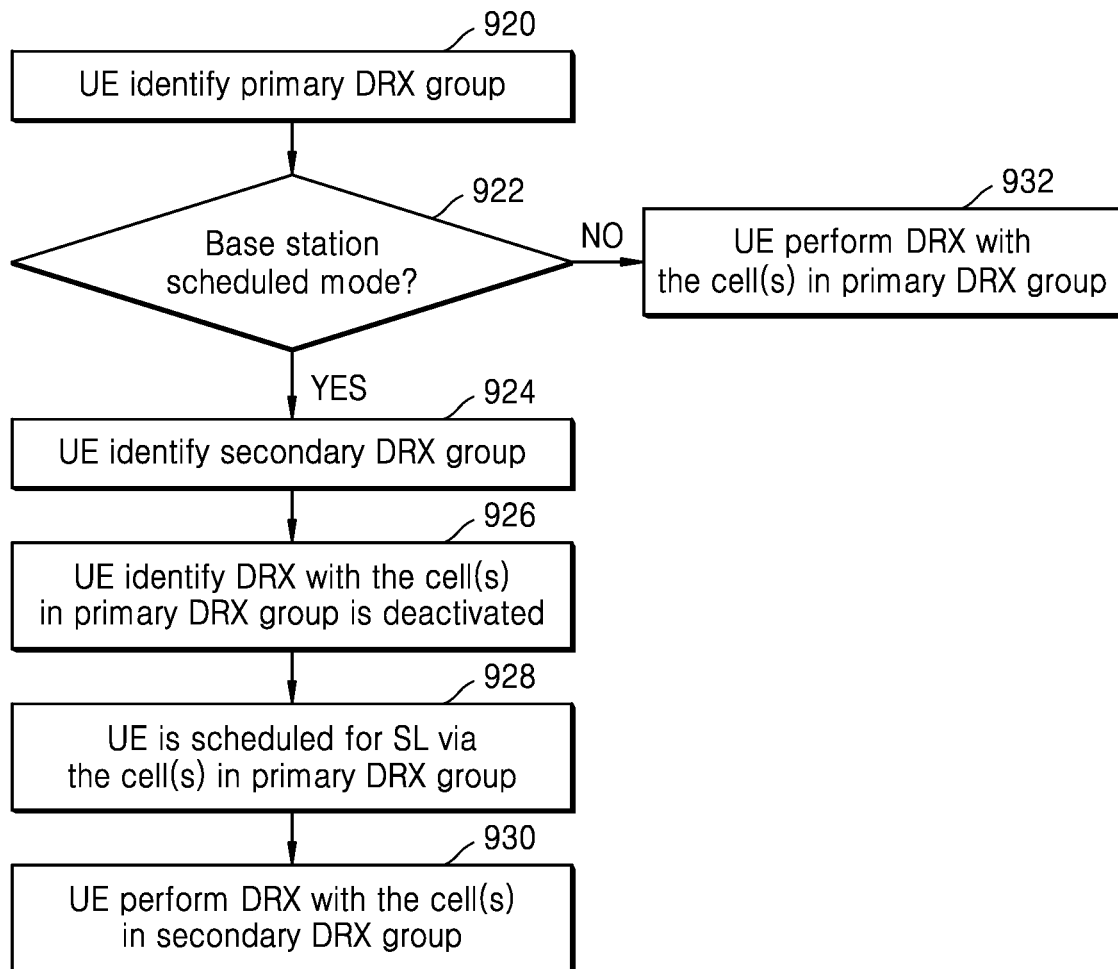 920
UE identify primary DRX group
922
Base station
scheduled mode?
NO
932
UE perform DRX with
the cell(s) in primary DRX group
YES
924
UE identify secondary DRX group
926
UE identify DRX with the cell(s)
in primary DRX group is deactivated
928
UE is scheduled for SL via
the cell(s) in primary DRX group
930
UE perform DRX with the cell(s)
in secondary DRX group